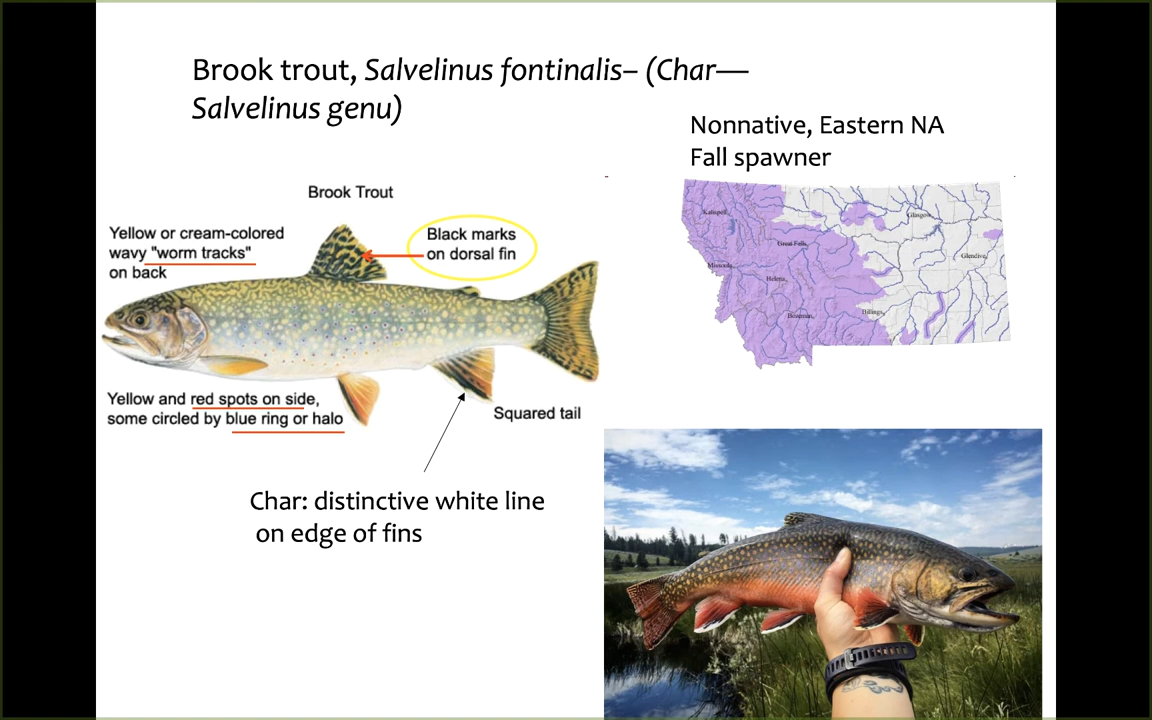 Brook trout, Salvelinus fontinalis– (Char—
Salvelinus genu)
Nonnative, Eastern NA
Fall spawner
Brook Trout
Yellow or cream-colored
wavy "worm tracks"
on back
Black marks
on dorsal fin
Yellow and red spots on side,
some circled by blue ring or halo
Squared tail
Char: distinctive white line
on edge of fins
Kalispell
Glasgow
Great Falls
Missoula
Helena
Glendive
Bozeman
Billings